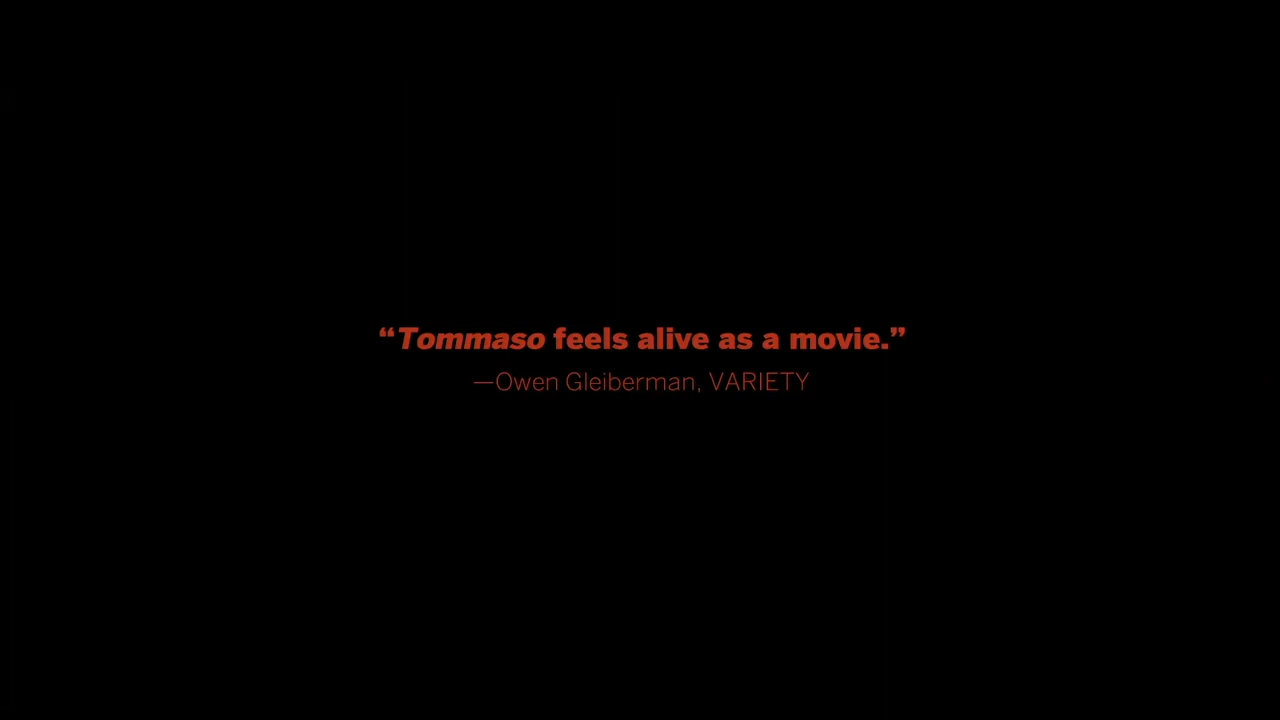 “Tommaso feels alive as a movie.”
—Owen Gleiberman, VARIETY